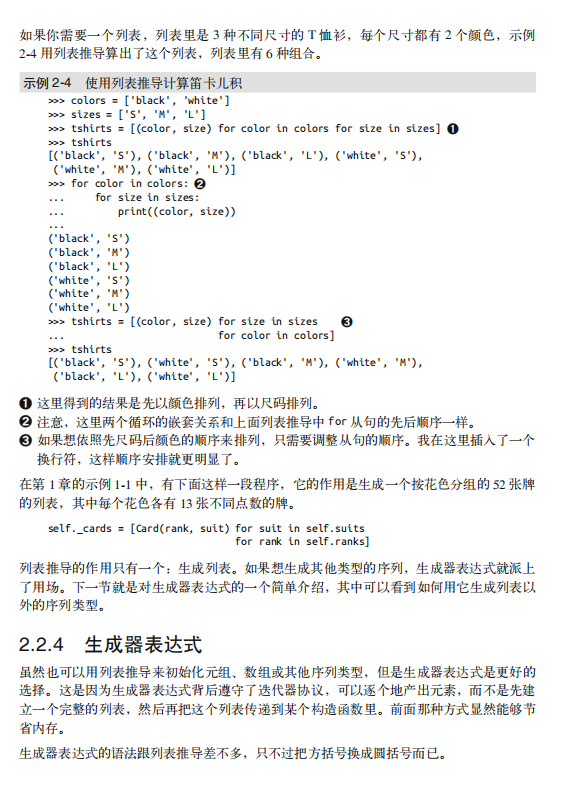 如果你需要一个列表，列表里是 3 种不同尺寸的 T 恤衫，每个尺寸都有 2 个颜色，示例
2-4 用列表推导算出了这个列表，列表里有 6 种组合。
示例 2-4　使用列表推导计算笛卡儿积
>>> colors = ['black', 'white']
>>> sizes = ['S', 'M', 'L']
>>> tshirts = [(color, size) for color in colors for size in sizes] ❶
>>> tshirts
[('black', 'S'), ('black', 'M'), ('black', 'L'), ('white', 'S'),
 ('white', 'M'), ('white', 'L')]
>>> for color in colors: ❷
...     for size in sizes:
...         print((color, size))
...
('black', 'S')
('black', 'M')
('black', 'L')
('white', 'S')
('white', 'M')
('white', 'L')
>>> tshirts = [(color, size) for size in sizes    ❸
...                          for color in colors]
>>> tshirts
[('black', 'S'), ('white', 'S'), ('black', 'M'), ('white', 'M'),
 ('black', 'L'), ('white', 'L')]
❶ 这里得到的结果是先以颜色排列，再以尺码排列。
❷ 注意，这里两个循环的嵌套关系和上面列表推导中 for 从句的先后顺序一样。
❸ 如果想依照先尺码后颜色的顺序来排列，只需要调整从句的顺序。我在这里插入了一个
换行符，这样顺序安排就更明显了。
在第 1 章的示例 1-1 中，有下面这样一段程序，它的作用是生成一个按花色分组的 52 张牌
的列表，其中每个花色各有 13 张不同点数的牌。
self._cards = [Card(rank, suit) for suit in self.suits
                                for rank in self.ranks]
列表推导的作用只有一个：生成列表。如果想生成其他类型的序列，生成器表达式就派上
了用场。下一节就是对生成器表达式的一个简单介绍，其中可以看到如何用它生成列表以
外的序列类型。
2.2.4　生成器表达式
虽然也可以用列表推导来初始化元组、数组或其他序列类型，但是生成器表达式是更好的
选择。这是因为生成器表达式背后遵守了迭代器协议，可以逐个地产出元素，而不是先建
立一个完整的列表，然后再把这个列表传递到某个构造函数里。前面那种方式显然能够节
省内存。
生成器表达式的语法跟列表推导差不多，只不过把方括号换成圆括号而已。